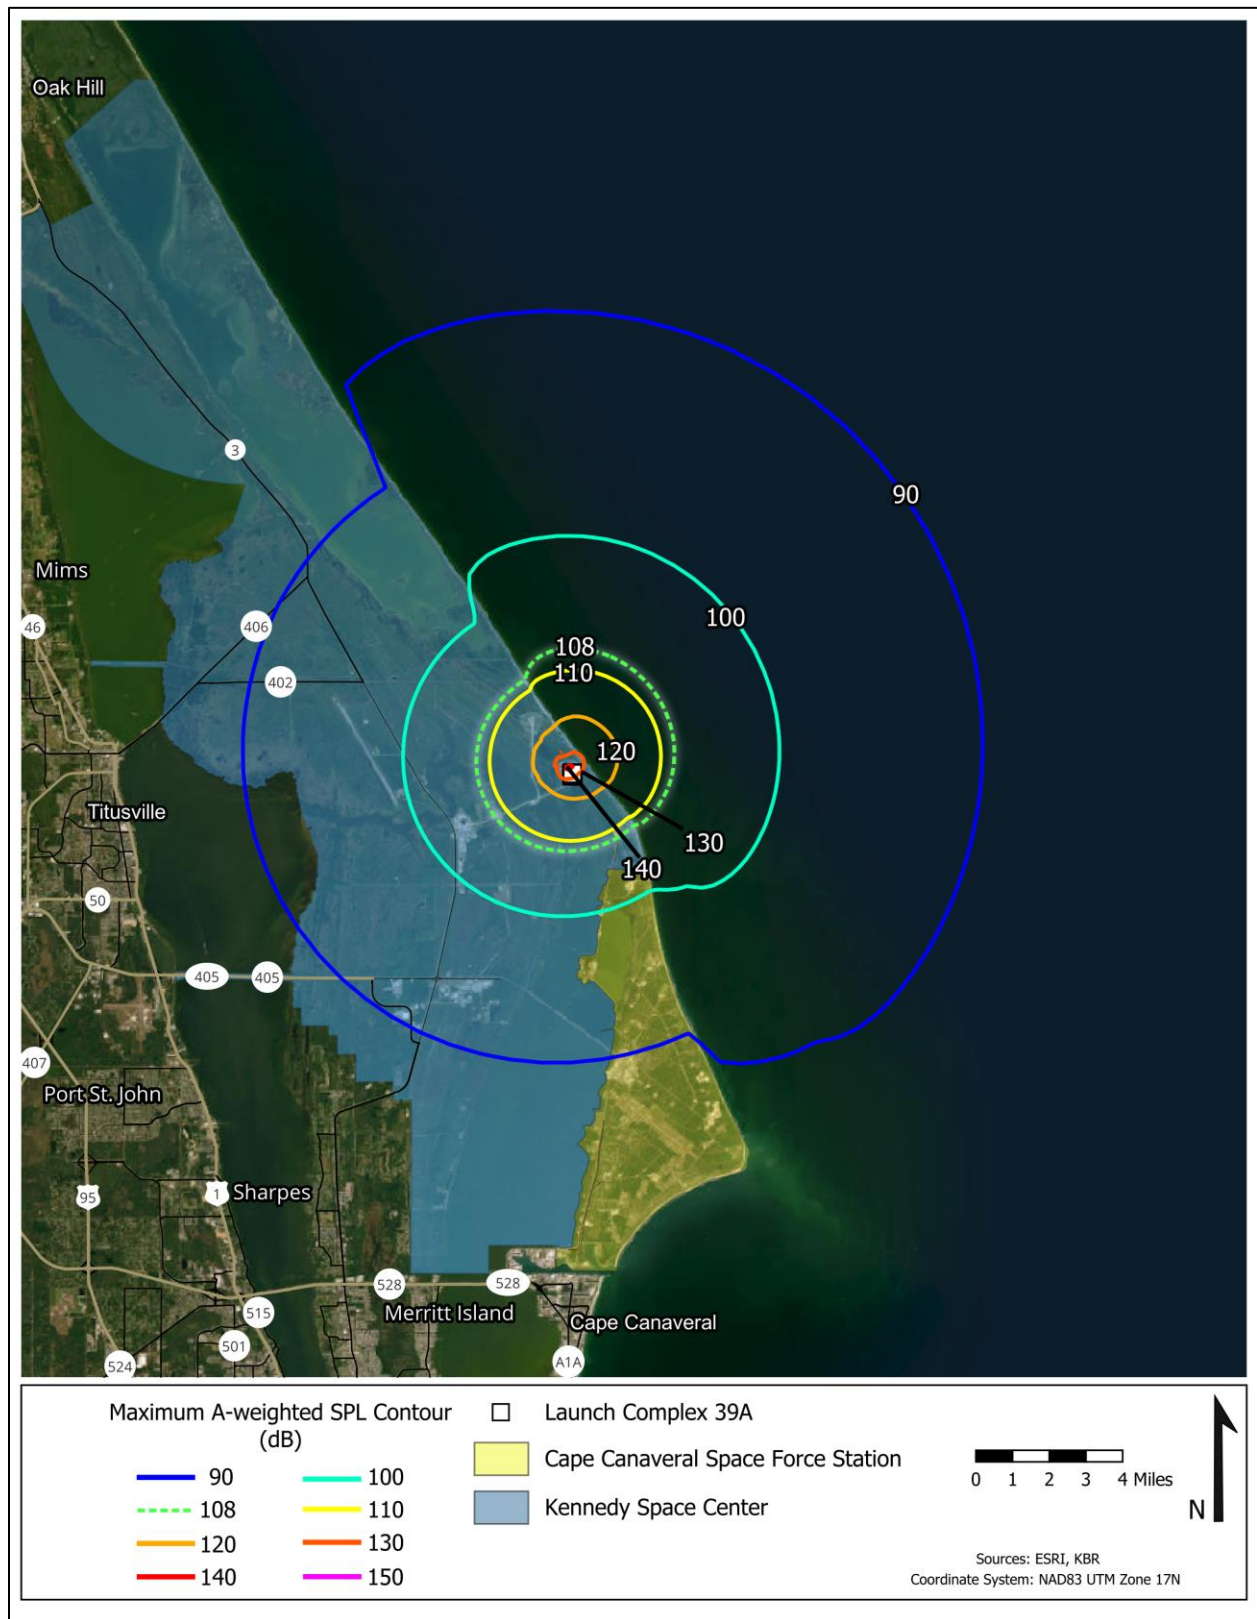 Oak Hill
3
90
Mims
46
406
100
108
402
110
120
Titusville
130
140
50
405
405
407
Port St. John
95
1
Sharpes
528
528
515
Merritt Island
Cape Canaveral
501
524
A1A
Maximum A-weighted SPL Contour
(dB)
90
100
108
110
120
130
140
150
Launch Complex 39A
Cape Canaveral Space Force Station
Kennedy Space Center
0 1 2 3 4 Miles
N
Sources: ESRI, KBR
Coordinate System: NAD83 UTM Zone 17N